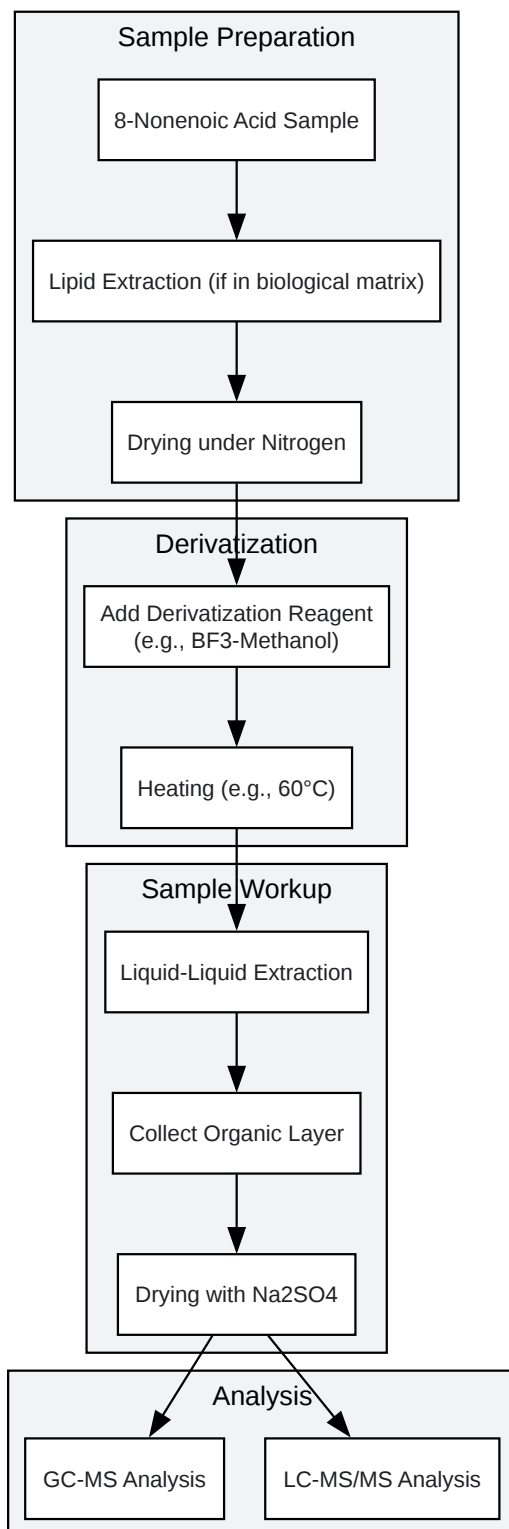 Sample Preparation
8-Nonenoic Acid Sample
Lipid Extraction (if in biological matrix)
Drying under Nitrogen
Derivatization
Add Derivatization Reagent
(e.g., BF3-Methanol)
Heating (e.g., 60°C)
Sample Workup
Liquid-Liquid Extraction
Collect Organic Layer
Drying with Na2SO4
Analysis
GC-MS Analysis
LC-MS/MS Analysis